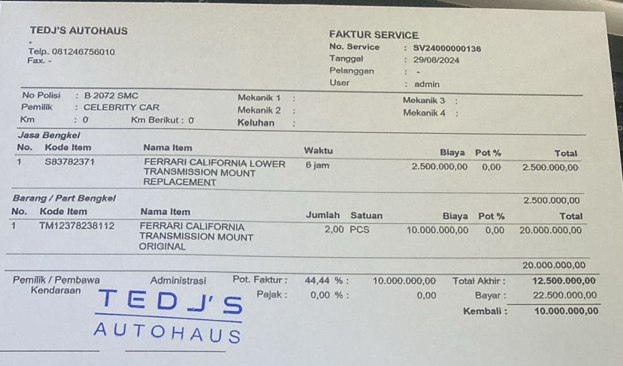 TEDJ'S AUTOHAUS
-
Telp. 081246756010
Fax. -
FAKTUR SERVICE
No. Service : SV24000000136
Tanggal : 29/08/2024
Pelanggan : -
User : admin
No Polisi : B 2072 SMC
Pemilik : CELEBRITY CAR
Km : 0 Km Berikut : 0
Mekanik 1 :
Mekanik 2 :
Keluhan :
Mekanik 3 :
Mekanik 4 :
Jasa Bengkel
No. Kode Item Nama Item Waktu Biaya Pot % Total
1 S83782371 FERRARI CALIFORNIA LOWER 6 jam 2.500.000,00 0,00 2.500.000,00
TRANSMISSION MOUNT
REPLACEMENT
2.500.000,00
Barang / Part Bengkel
No. Kode Item Nama Item Jumlah Satuan Biaya Pot % Total
1 TM12378238112 FERRARI CALIFORNIA 2,00 PCS 10.000.000,00 0,00 20.000.000,00
TRANSMISSION MOUNT
ORIGINAL
20.000.000,00
Pemilik / Pembawa
Kendaraan
Administrasi
Pot. Faktur : 44,44 % : 10.000.000,00 Total Akhir : 12.500.000,00
Pajak : 0,00 % : 0,00 Bayar : 22.500.000,00
Kembali : 10.000.000,00
TEDJ'S
AUTOHAUS